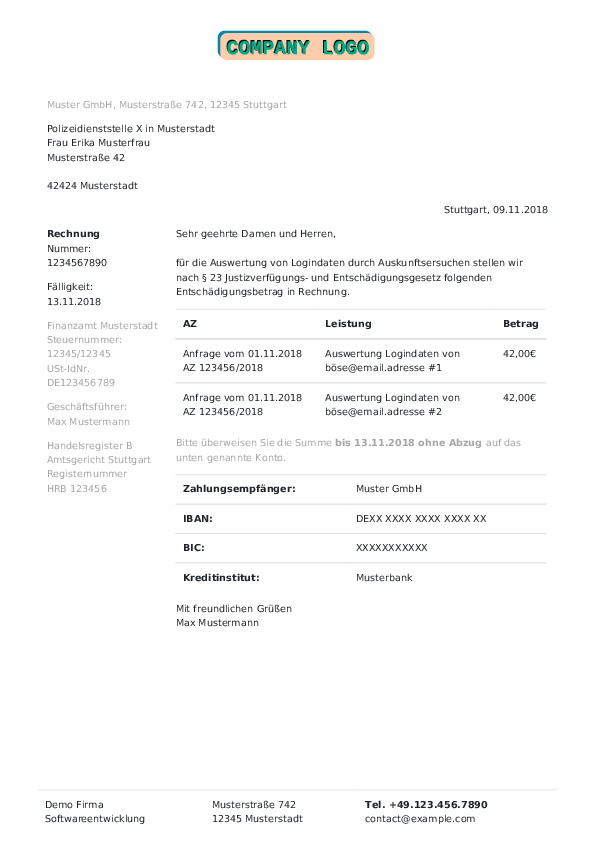 COMPANY LOGO
Muster GmbH, Musterstraße 742, 12345 Stuttgart
Polizeidienststelle X in Musterstadt
Frau Erika Musterfrau
Musterstraße 42
42424 Musterstadt
Stuttgart, 09.11.2018
Rechnung
Nummer:
1234567890
Fälligkeit:
13.11.2018
Finanzamt Musterstadt
Steuernummer:
12345/12345
USt-IdNr.
DE123456789
Geschäftsführer:
Max Mustermann
Handelsregister B
Amtsgericht Stuttgart
Registernummer
HRB 123456
Sehr geehrte Damen und Herren,
für die Auswertung von Logindaten durch Auskunftsersuchen stellen wir
nach § 23 Justizverfügungs- und Entschädigungsgesetz folgenden
Entschädigungsbetrag in Rechnung.
AZ Leistung Betrag
Anfrage vom 01.11.2018 Auswertung Logindaten von 42,00€
AZ 123456/2018 böse@email.adresse #1
Anfrage vom 01.11.2018 Auswertung Logindaten von 42,00€
AZ 123456/2018 böse@email.adresse #2
Bitte überweisen Sie die Summe bis 13.11.2018 ohne Abzug auf das
unten genannte Konto.
Zahlungsempfänger: Muster GmbH
IBAN: DEXX XXXX XXXX XXXX XX
BIC: XXXXXXXXXXX
Kreditinstitut: Musterbank
Mit freundlichen Grüßen
Max Mustermann
Demo Firma Musterstraße 742 Tel. +49.123.456.7890
Softwareentwicklung 12345 Musterstadt contact@example.com